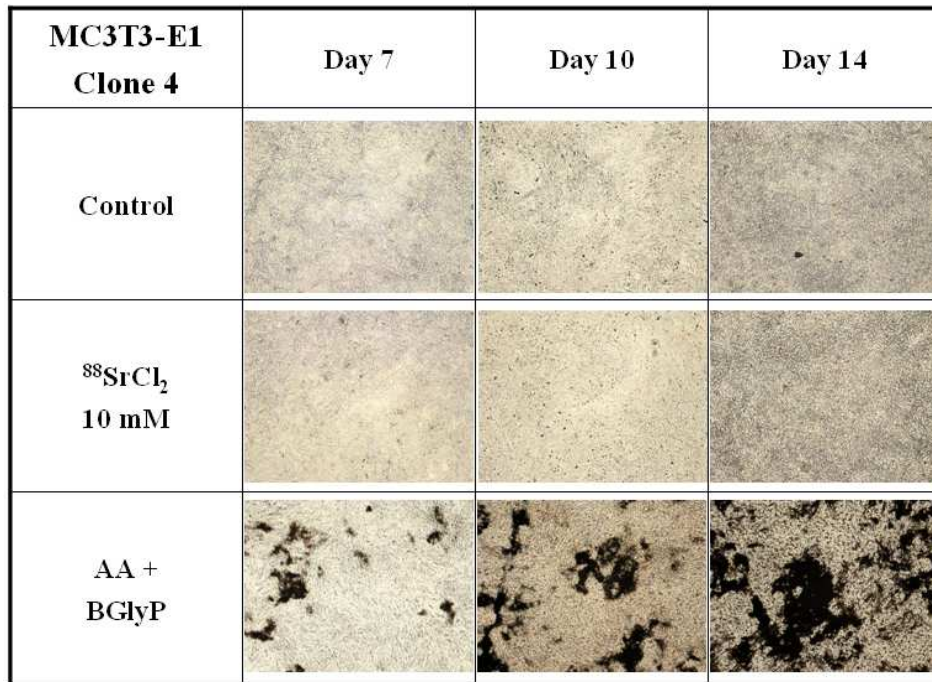 MC3T3-E1
Clone 4
Day 7
Day 10
Day 14
Control
⁸⁸SrCl₂
10 mM
AA +
BGlyP